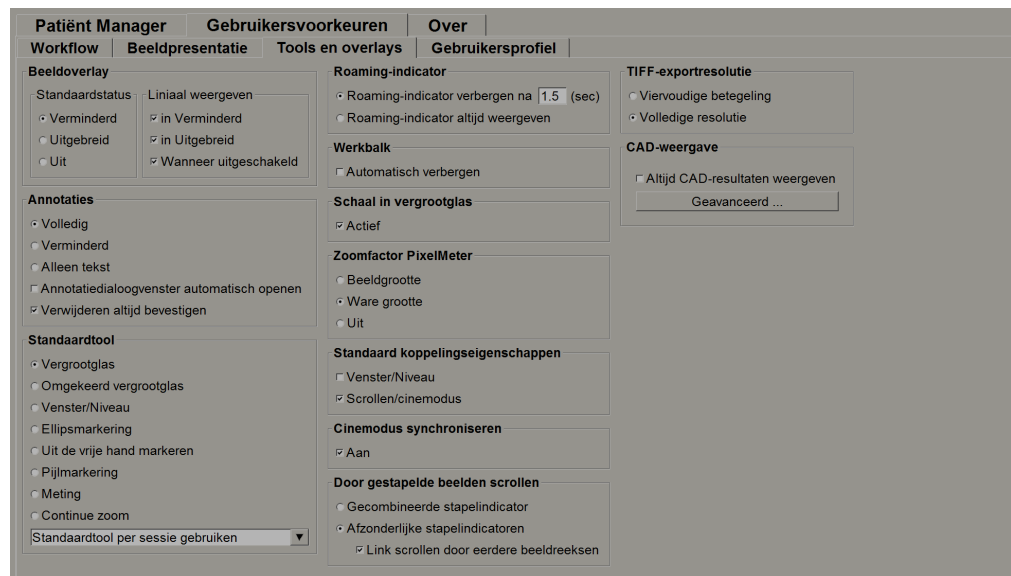 Patiënt Manager
Gebruikersvoorkeuren
Over
Workflow
Beeldpresentatie
Tools en overlays
Gebruikersprofiel
Beeldoverlay
Standaardstatus
Verminderd
Uitgebreid
Uit
Liniaal weergeven
in Verminderd
in Uitgebreid
Wanneer uitgeschakeld
Annotaties
Volledig
Verminderd
Alleen tekst
Annotatiedialoogvenster automatisch openen
Verwijderen altijd bevestigen
Standaardtool
Vergrootglas
Omgekeerd vergrootglas
Venster/Niveau
Ellipsmarkering
Uit de vrije hand markeren
Pijlmarkering
Meting
Continue zoom
Standaardtool per sessie gebruiken
Roaming-indicator
Roaming-indicator verbergen na 1.5 (sec)
Roaming-indicator altijd weergeven
Werkbalk
Automatisch verbergen
Schaal in vergrootglas
Actief
Zoomfactor PixelMeter
Beeldgrootte
Ware grootte
Uit
Standaard koppelingseigenschappen
Venster/Niveau
Scrollen/cinemodus
Cinemodus synchroniseren
Aan
Door gestapelde beelden scrollen
Gecombineerde stapelindicator
Afzonderlijke stapelindicatoren
Link scrollen door eerdere beeldreeksen
TIFF-exportresolutie
Viervoudige betegeling
Volledige resolutie
CAD-weergave
Altijd CAD-resultaten weergeven
Geavanceerd ...